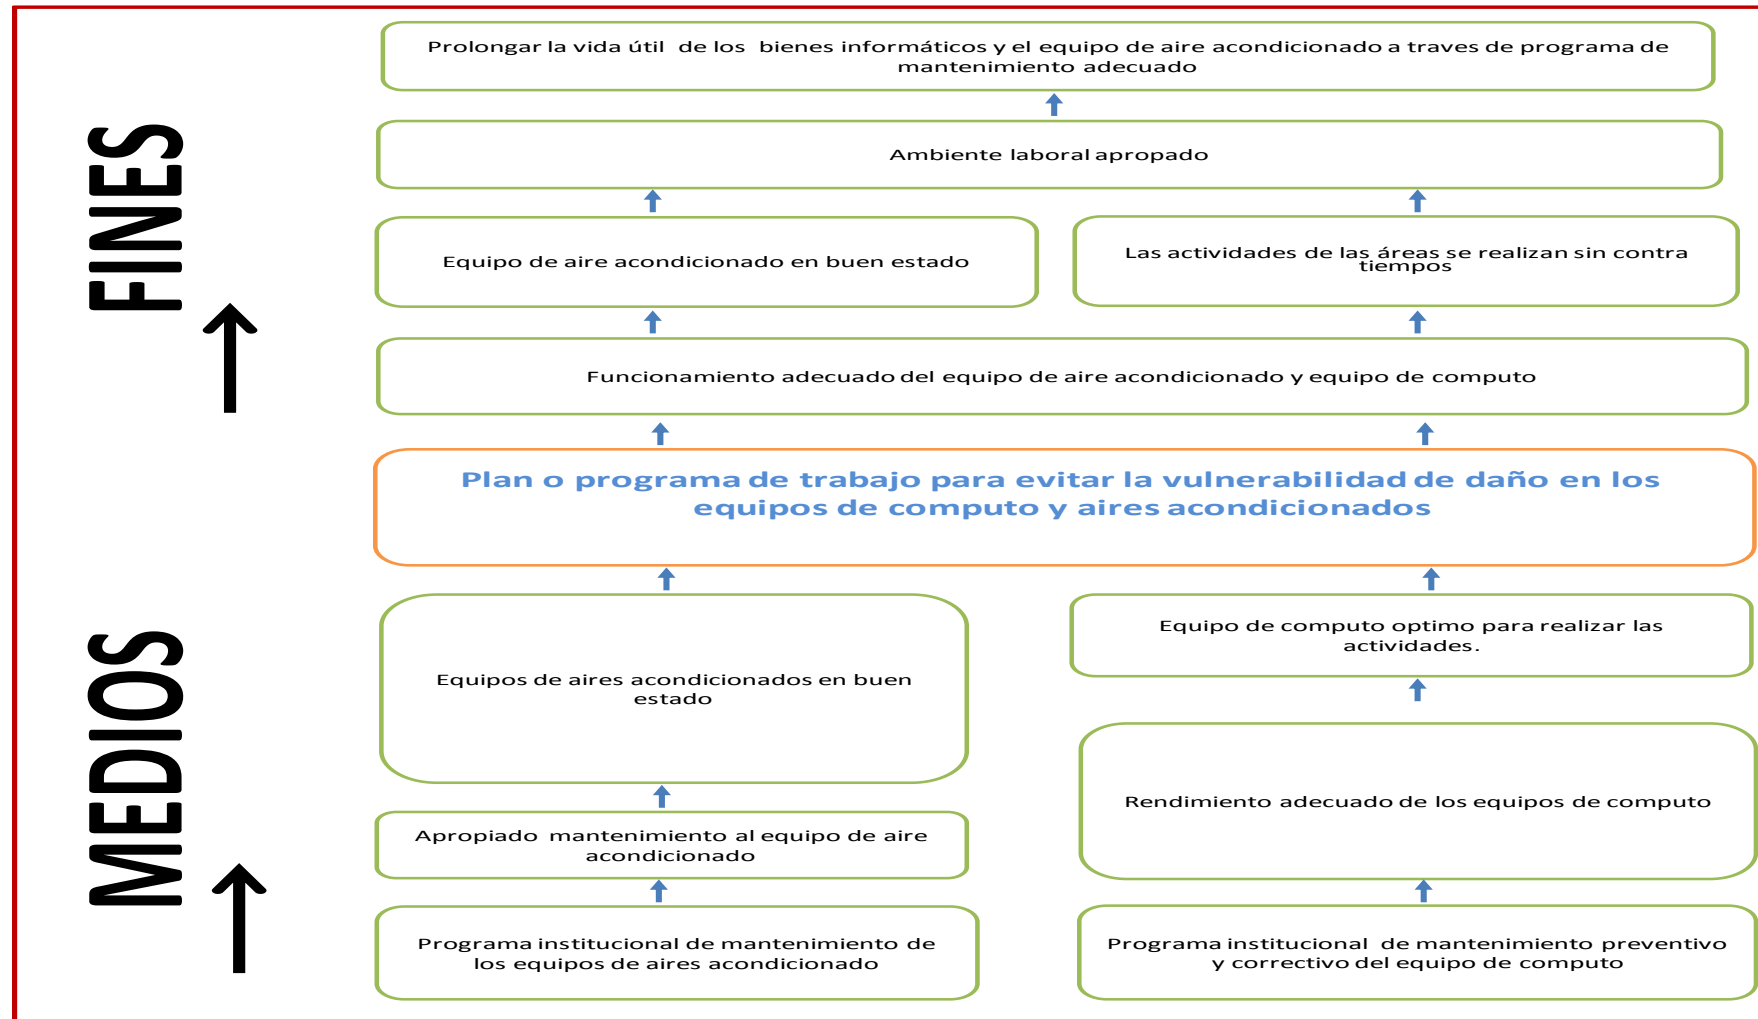 FINES
Prolongar la vida útil de los bienes informáticos y el equipo de aire acondicionado a traves de programa de
mantenimiento adecuado
Ambiente laboral apropado
Equipo de aire acondicionado en buen estado
Las actividades de las áreas se realizan sin contra
tiempos
Funcionamiento adecuado del equipo de aire acondicionado y equipo de computo
Plan o programa de trabajo para evitar la vulnerabilidad de daño en los
equipos de computo y aires acondicionados
MEDIOS
Equipos de aires acondicionados en buen
estado
Equipo de computo optimo para realizar las
actividades.
Apropiado mantenimiento al equipo de aire
acondicionado
Rendimiento adecuado de los equipos de computo
Programa institucional de mantenimiento de
los equipos de aires acondicionado
Programa institucional de mantenimiento preventivo
y correctivo del equipo de computo